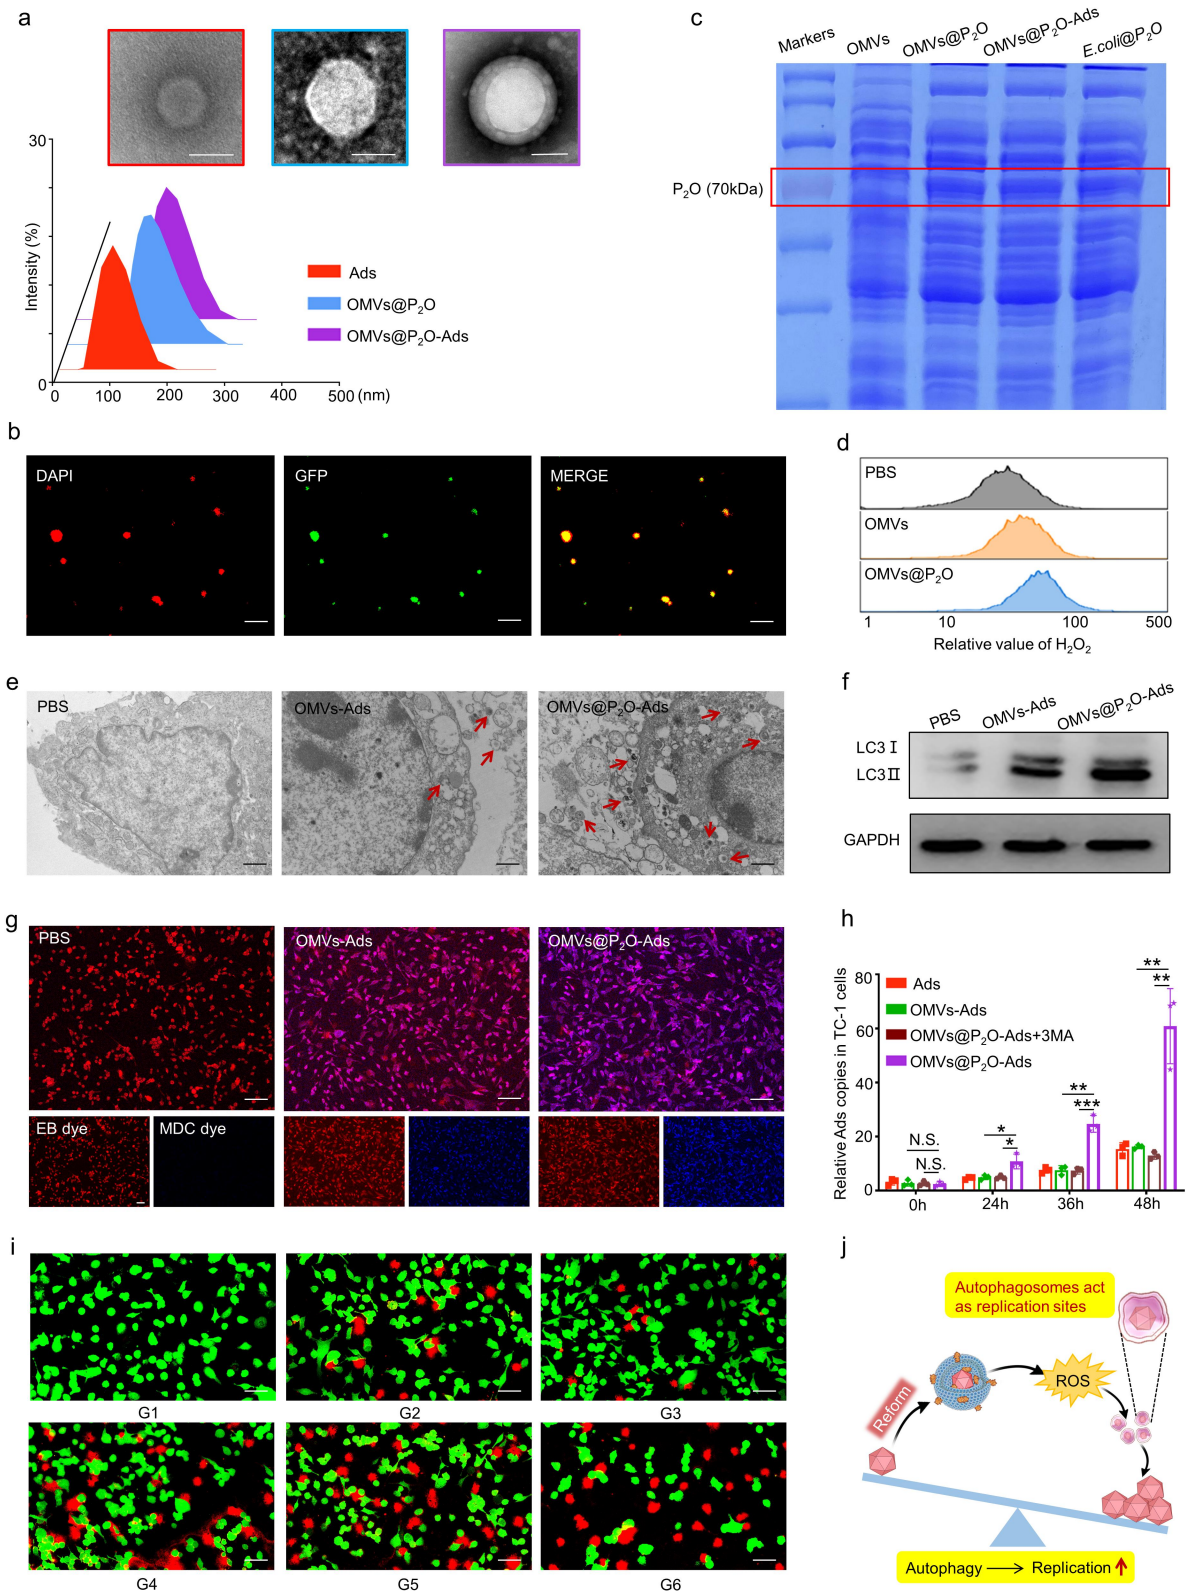 a
30
Intensity (%)
0
0
100
200
300
400
500 (nm)
Ads
OMVs@P₂O
OMVs@P₂O-Ads
c
Markers
OMVs
OMVs@P₂O
OMVs@P₂O-Ads
E.coli@P₂O
P₂O (70kDa)
b
DAPI
GFP
MERGE
d
PBS
OMVs
OMVs@P₂O
1
10
100
500
Relative value of H₂O₂
e
PBS
OMVs-Ads
OMVs@P₂O-Ads
f
PBS
OMVs-Ads
OMVs@P₂O-Ads
LC3 Ⅰ
LC3 Ⅱ
GAPDH
g
PBS
OMVs-Ads
OMVs@P₂O-Ads
EB dye
MDC dye
h
Relative Ads copies in TC-1 cells
80
60
40
20
0
Ads
OMVs-Ads
OMVs@P₂O-Ads+3MA
OMVs@P₂O-Ads
N.S.
N.S.
*
*
**
***
**
**
0h
24h
36h
48h
i
G1
G2
G3
G4
G5
G6
j
Autophagosomes act
as replication sites
Reform
ROS
Autophagy → Replication ↑